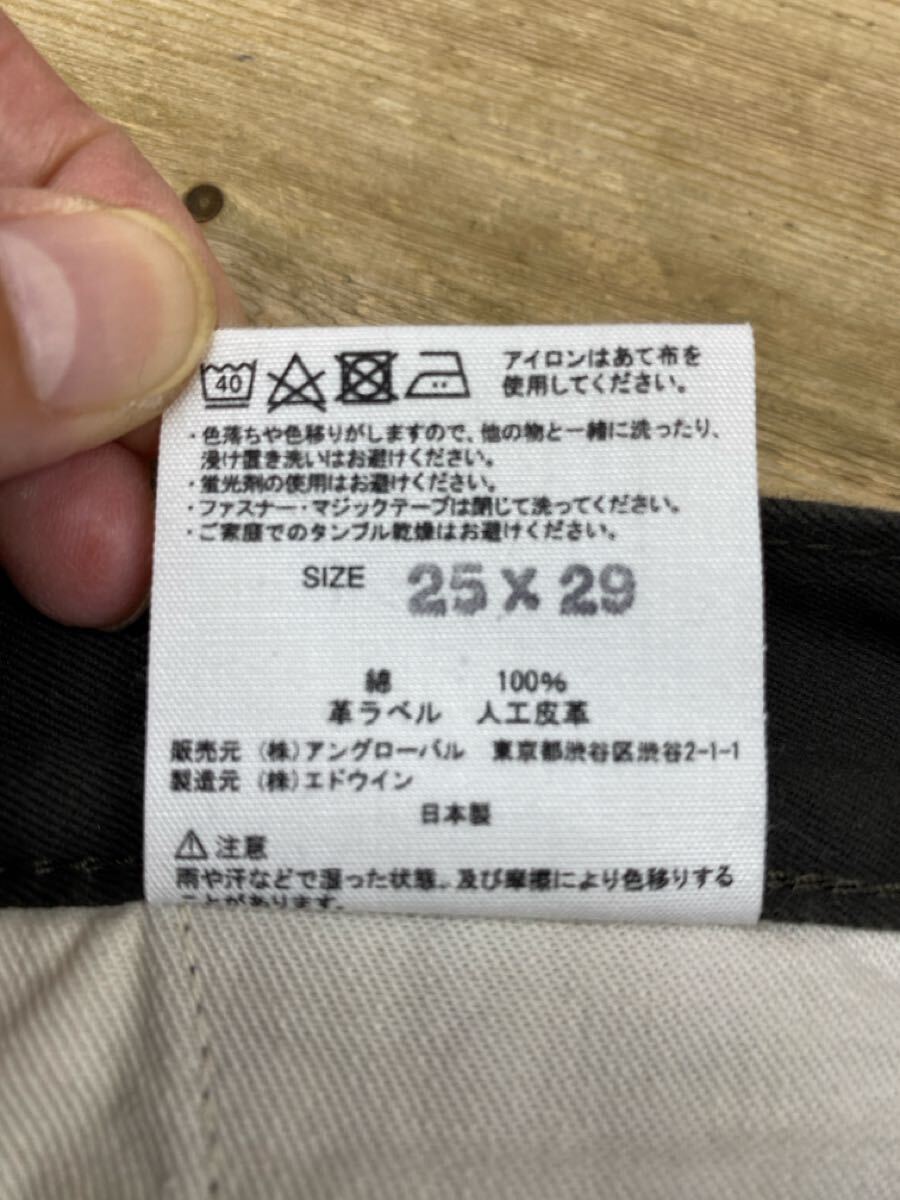 40
アイロンはあて布を
使用してください。
・色落ちや色移りがしますので、他の物と一緒に洗ったり、
浸け置き洗いはお避けください。
・蛍光剤の使用はお避けください。
・ファスナー・マジックテープは閉じて洗ってください。
・ご家庭でのタンブル乾燥はお避けください。
SIZE 25 X 29
綿 100%
革ラベル 人工皮革
販売元 (株)アングローバル 東京都渋谷区渋谷2-1-1
製造元 (株)エドウイン
日本製
⚠ 注意
雨や汗などで湿った状態、及び摩擦により色移りする
ことがあります。